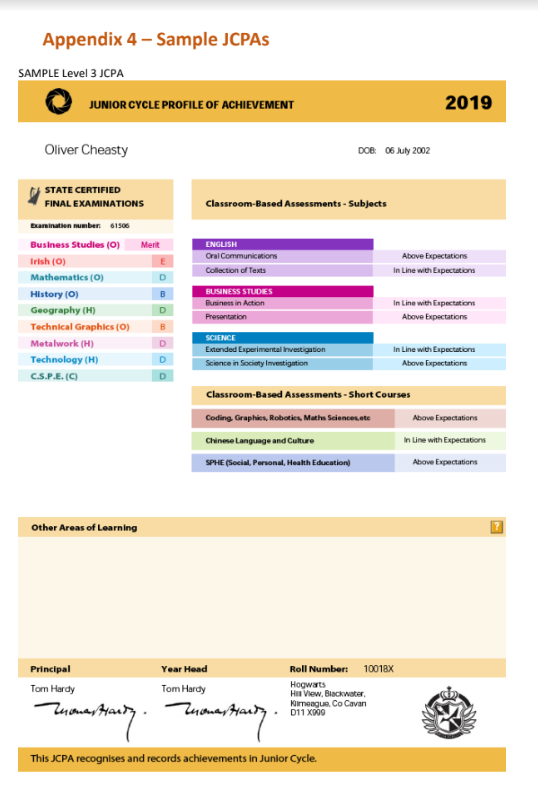 Appendix 4 – Sample JCPAs
SAMPLE Level 3 JCPA
JUNIOR CYCLE PROFILE OF ACHIEVEMENT 2019
Oliver Cheasty
DOB: 06 July 2002
STATE CERTIFIED
FINAL EXAMINATIONS
Examination number: 61506
Business Studies (O) Merit
Irish (O) E
Mathematics (O) D
History (O) B
Geography (H) D
Technical Graphics (O) B
Metalwork (H) D
Technology (H) D
C.S.P.E. (C) D
Classroom-Based Assessments - Subjects
ENGLISH
Oral Communications Above Expectations
Collection of Texts In Line with Expectations
BUSINESS STUDIES
Business in Action In Line with Expectations
Presentation Above Expectations
SCIENCE
Extended Experimental Investigation In Line with Expectations
Science in Society Investigation Above Expectations
Classroom-Based Assessments - Short Courses
Coding, Graphics, Robotics, Maths Sciences,etc Above Expectations
Chinese Language and Culture In Line with Expectations
SPHE (Social, Personal, Health Education) Above Expectations
Other Areas of Learning ?
Principal
Tom Hardy
Thomas Hardy.
Year Head
Tom Hardy
Thomas Hardy.
Roll Number: 10018X
Hogwarts
Hill View, Blackwater,
Kilmeague, Co Cavan
D11 X999
This JCPA recognises and records achievements in Junior Cycle.